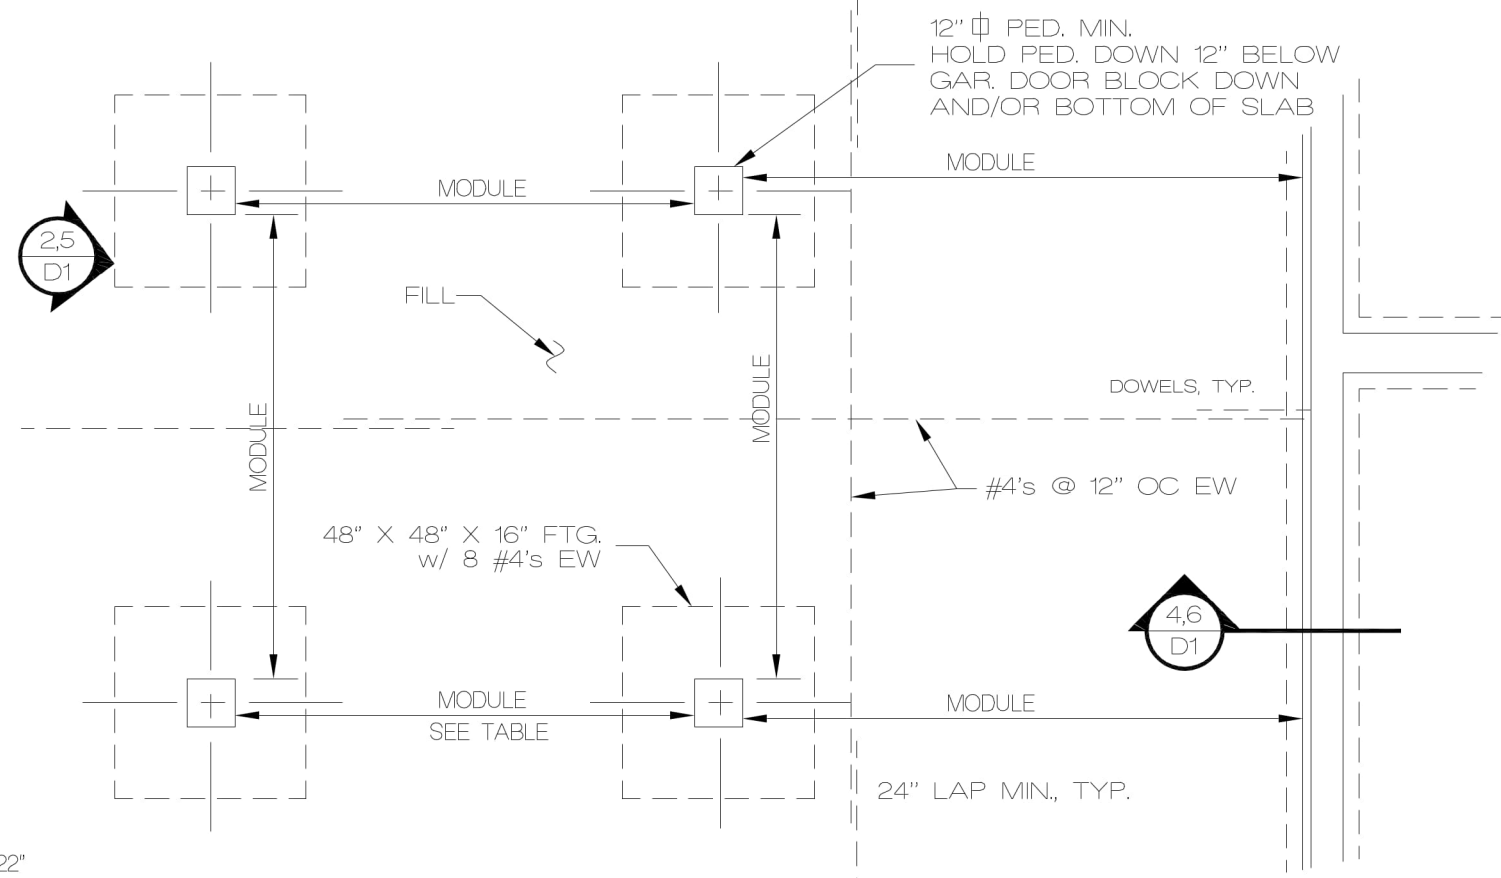 12" ⏀ PED. MIN.
HOLD PED. DOWN 12" BELOW
GAR. DOOR BLOCK DOWN
AND/OR BOTTOM OF SLAB
MODULE
MODULE
2,5
D1
FILL
MODULE
MODULE
DOWELS, TYP.
#4's @ 12" OC EW
48" X 48" X 16" FTG.
w/ 8 #4's EW
4,6
D1
MODULE
SEE TABLE
MODULE
24" LAP MIN., TYP.
22"